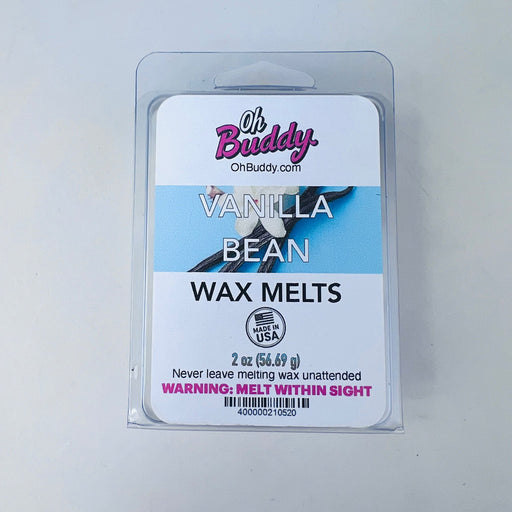 Oh
Buddy.
OhBuddy.com
VANILLA
BEAN
WAX MELTS
MADE IN
USA
2 oz (56.69 g)
Never leave melting wax unattended
WARNING: MELT WITHIN SIGHT
400000210520